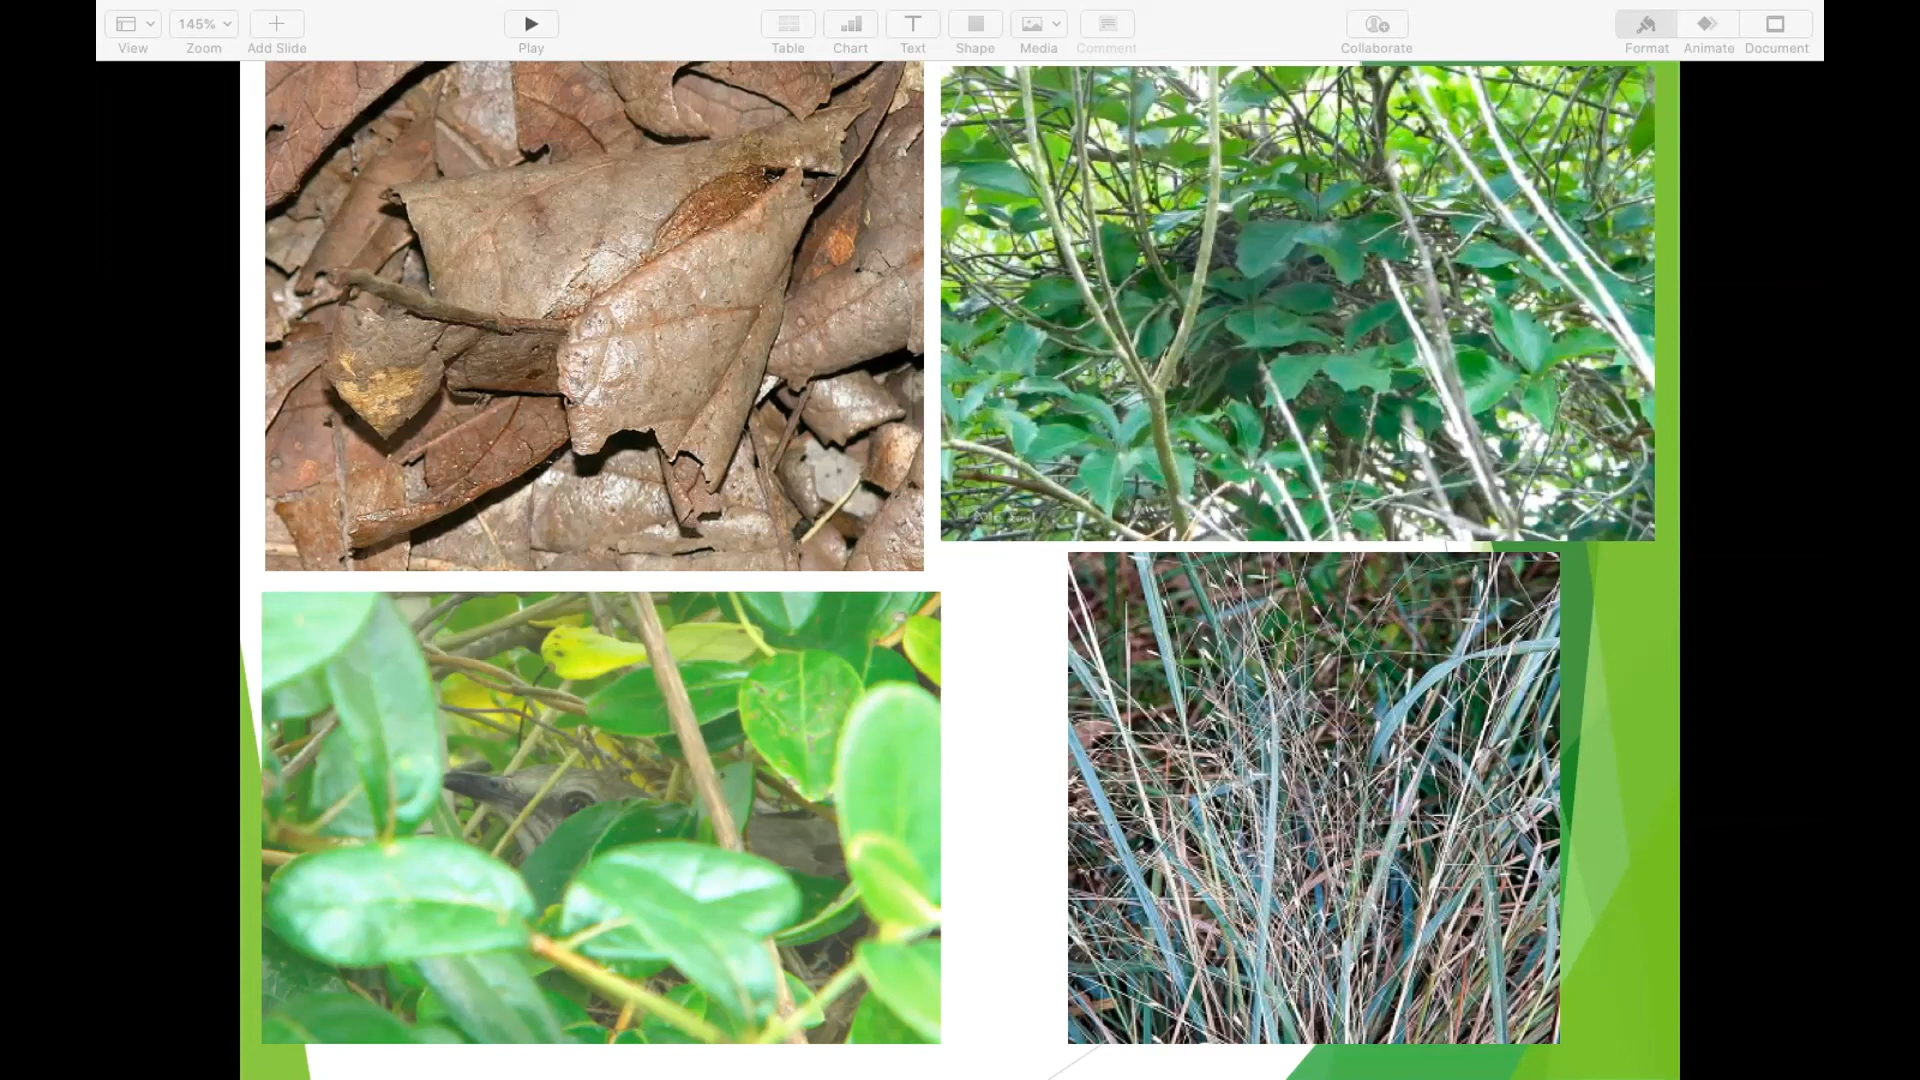 View
145%
Zoom
Add Slide
Play
Table
Chart
Text
Shape
Media
Comment
Collaborate
Format
Animate
Document